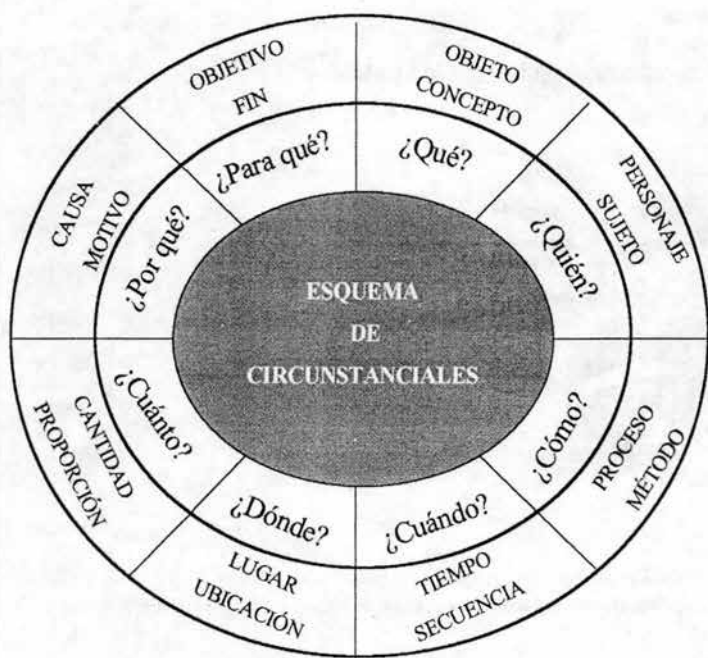 ESQUEMA
DE
CIRCUNSTANCIALES
¿Qué?
OBJETO
CONCEPTO
¿Quién?
PERSONAJE
SUJETO
¿Cómo?
PROCESO
MÉTODO
¿Cuándo?
TIEMPO
SECUENCIA
¿Dónde?
LUGAR
UBICACIÓN
¿Cuánto?
CANTIDAD
PROPORCIÓN
¿Por qué?
CAUSA
MOTIVO
¿Para qué?
OBJETIVO
FIN